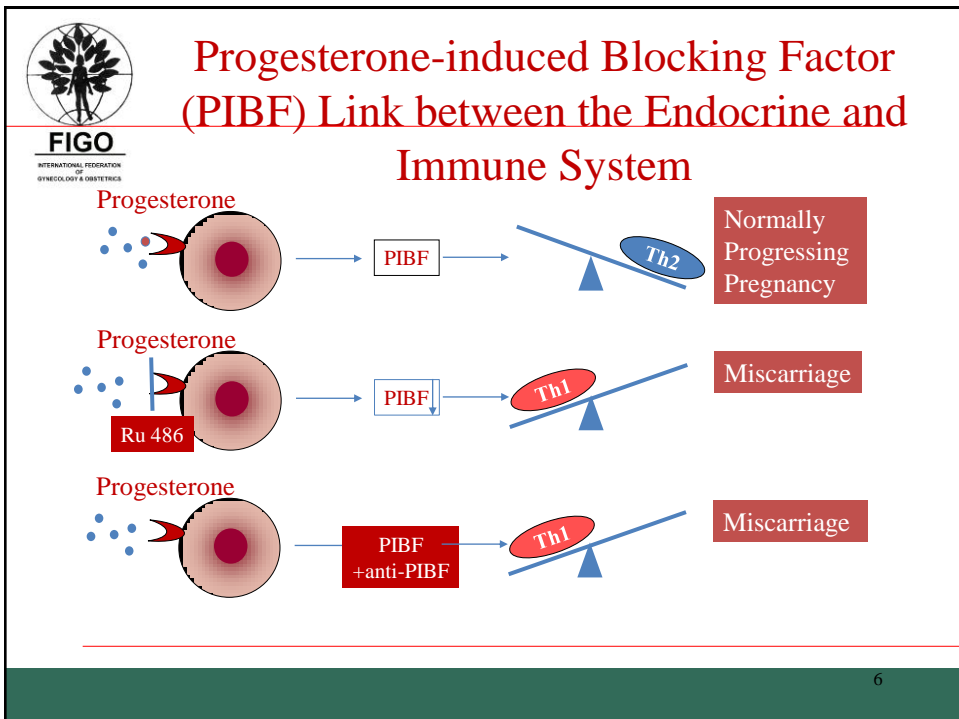 Progesterone-induced Blocking Factor
(PIBF) Link between the Endocrine and
Immune System
FIGO
INTERNATIONAL FEDERATION
OF
GYNECOLOGY & OBSTETRICS
Progesterone
PIBF
Th2
Normally
Progressing
Pregnancy
Progesterone
Ru 486
PIBF
Th1
Miscarriage
Progesterone
PIBF
+anti-PIBF
Th1
Miscarriage
6